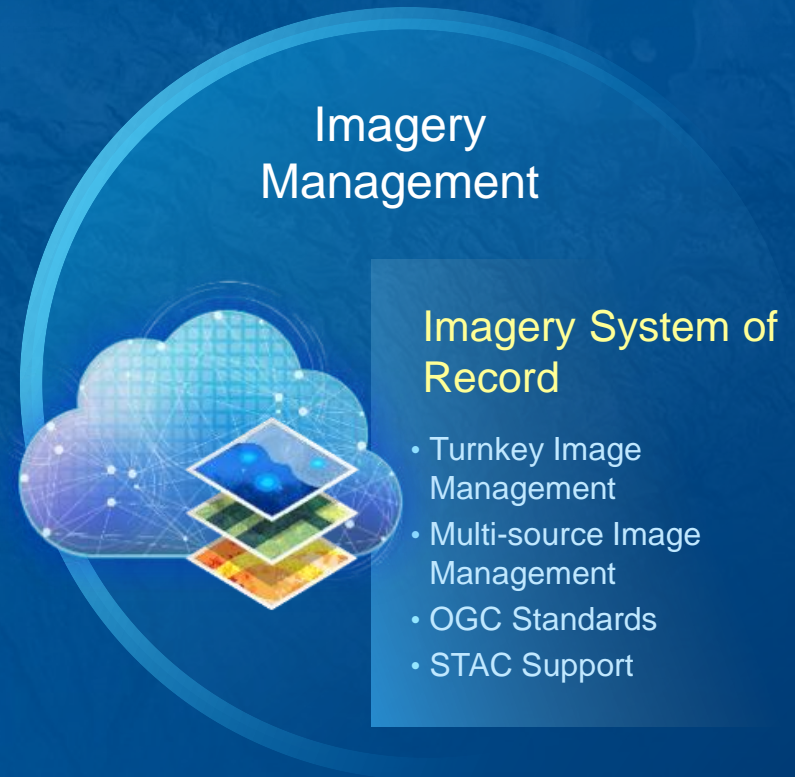 Imagery
Management
Imagery System of
Record
• Turnkey Image
Management
• Multi-source Image
Management
• OGC Standards
• STAC Support